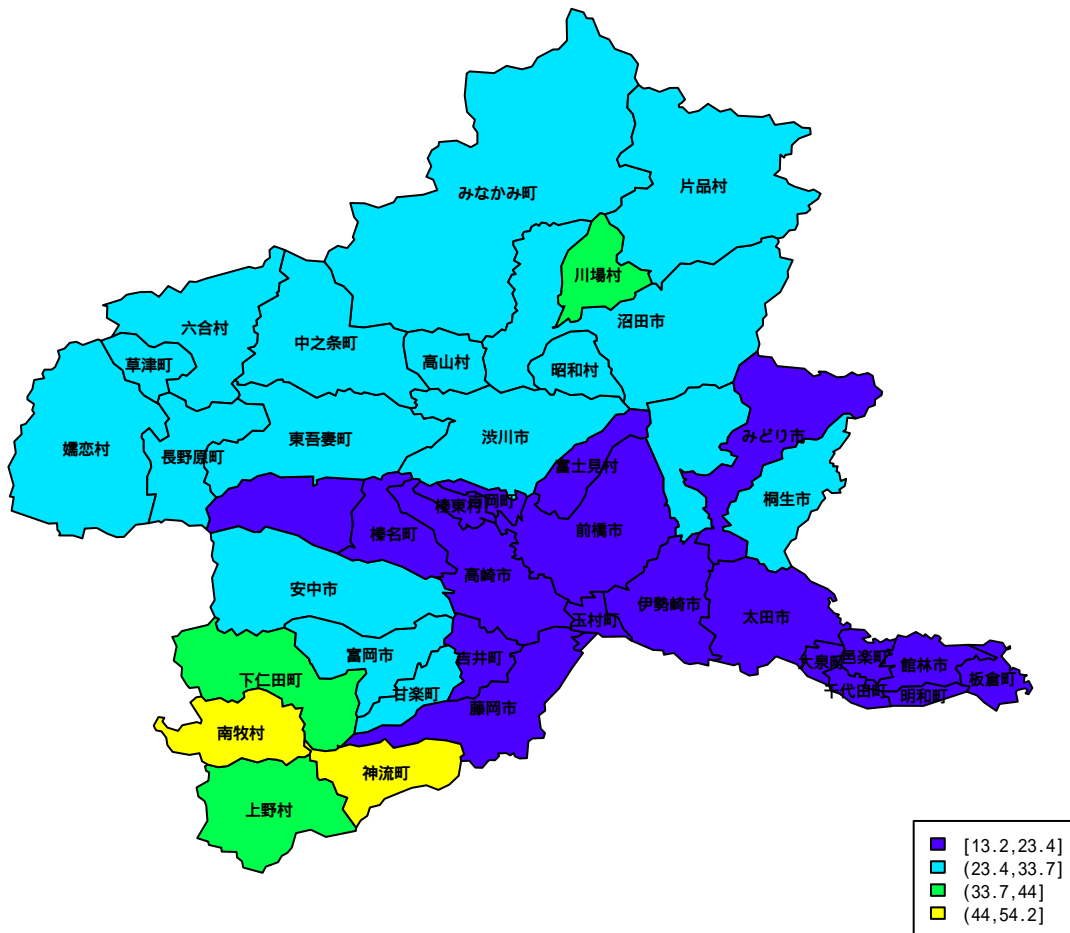 みなかみ町
片品村
川場村
六合村
沼田市
中之条町
高山村
草津町
昭和村
東吾妻町
渋川市
みどり市
嬬恋村
長野原町
富士見村
桐生市
吉岡町
榛東村
榛名町
前橋市
高崎市
安中市
伊勢崎市
玉村町
太田市
富岡市
吉井町
大泉町
邑楽町
館林市
下仁田町
甘楽町
板倉町
千代田町
明和町
藤岡市
南牧村
神流町
上野村
[13.2,23.4]
(23.4,33.7]
(33.7,44]
(44,54.2]